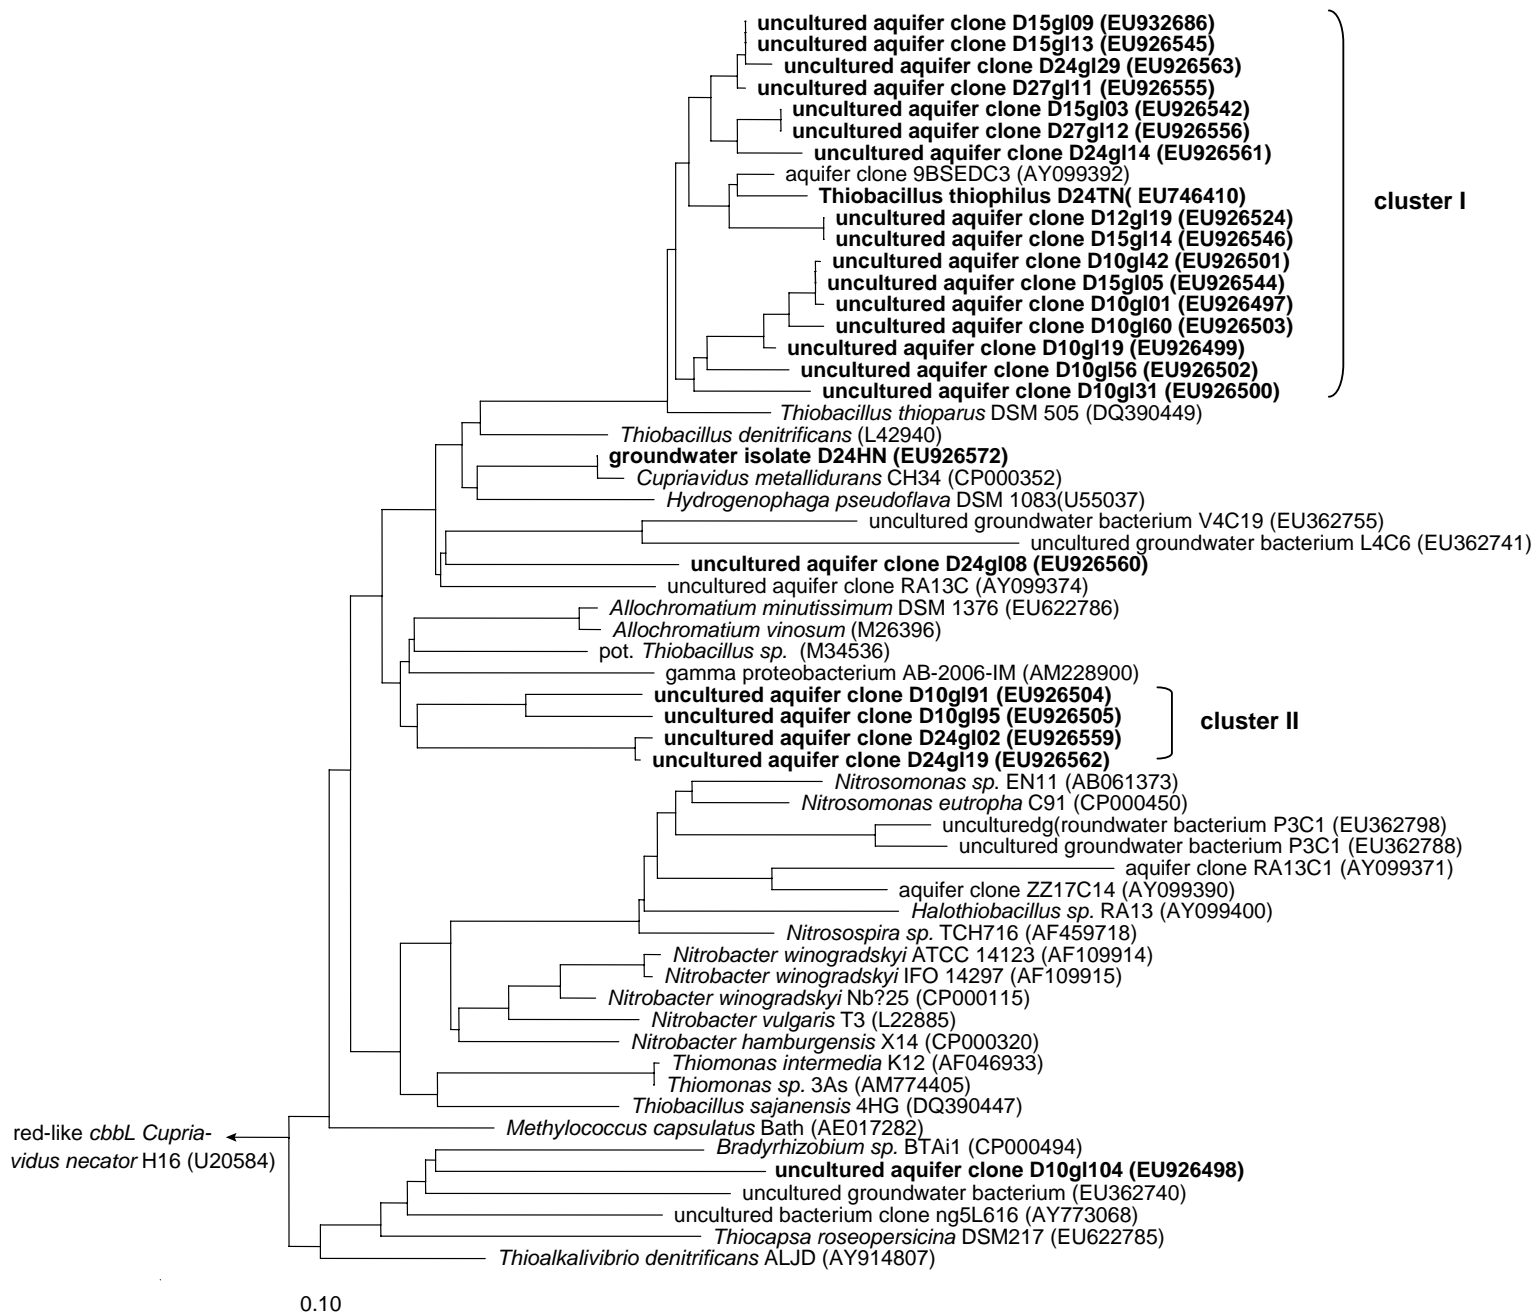 uncultured aquifer clone D15gl09 (EU932686)
uncultured aquifer clone D15gl13 (EU926545)
uncultured aquifer clone D24gl29 (EU926563)
uncultured aquifer clone D27gl11 (EU926555)
uncultured aquifer clone D15gl03 (EU926542)
uncultured aquifer clone D27gl12 (EU926556)
uncultured aquifer clone D24gl14 (EU926561)
aquifer clone 9BSEDC3 (AY099392)
Thiobacillus thiophilus D24TN( EU746410)
cluster I
uncultured aquifer clone D12gl19 (EU926524)
uncultured aquifer clone D15gl14 (EU926546)
uncultured aquifer clone D10gl42 (EU926501)
uncultured aquifer clone D15gl05 (EU926544)
uncultured aquifer clone D10gl01 (EU926497)
uncultured aquifer clone D10gl60 (EU926503)
uncultured aquifer clone D10gl19 (EU926499)
uncultured aquifer clone D10gl56 (EU926502)
uncultured aquifer clone D10gl31 (EU926500)
Thiobacillus thioparus DSM 505 (DQ390449)
Thiobacillus denitrificans (L42940)
groundwater isolate D24HN (EU926572)
Cupriavidus metallidurans CH34 (CP000352)
Hydrogenophaga pseudoflava DSM 1083(U55037)
uncultured groundwater bacterium V4C19 (EU362755)
uncultured groundwater bacterium L4C6 (EU362741)
uncultured aquifer clone D24gl08 (EU926560)
uncultured aquifer clone RA13C (AY099374)
Allochromatium minutissimum DSM 1376 (EU622786)
Allochromatium vinosum (M26396)
pot. Thiobacillus sp. (M34536)
gamma proteobacterium AB-2006-IM (AM228900)
uncultured aquifer clone D10gl91 (EU926504)
uncultured aquifer clone D10gl95 (EU926505)
cluster II
uncultured aquifer clone D24gl02 (EU926559)
uncultured aquifer clone D24gl19 (EU926562)
Nitrosomonas sp. EN11 (AB061373)
Nitrosomonas eutropha C91 (CP000450)
unculturedg(roundwater bacterium P3C1 (EU362798)
uncultured groundwater bacterium P3C1 (EU362788)
aquifer clone RA13C1 (AY099371)
aquifer clone ZZ17C14 (AY099390)
Halothiobacillus sp. RA13 (AY099400)
Nitrosospira sp. TCH716 (AF459718)
Nitrobacter winogradskyi ATCC 14123 (AF109914)
Nitrobacter winogradskyi IFO 14297 (AF109915)
Nitrobacter winogradskyi Nb?25 (CP000115)
Nitrobacter vulgaris T3 (L22885)
Nitrobacter hamburgensis X14 (CP000320)
Thiomonas intermedia K12 (AF046933)
Thiomonas sp. 3As (AM774405)
Thiobacillus sajanensis 4HG (DQ390447)
Methylococcus capsulatus Bath (AE017282)
red-like cbbL Cupria-
vidus necator H16 (U20584)
Bradyrhizobium sp. BTAi1 (CP000494)
uncultured aquifer clone D10gl104 (EU926498)
uncultured groundwater bacterium (EU362740)
uncultured bacterium clone ng5L616 (AY773068)
Thiocapsa roseopersicina DSM217 (EU622785)
Thioalkalivibrio denitrificans ALJD (AY914807)
0.10